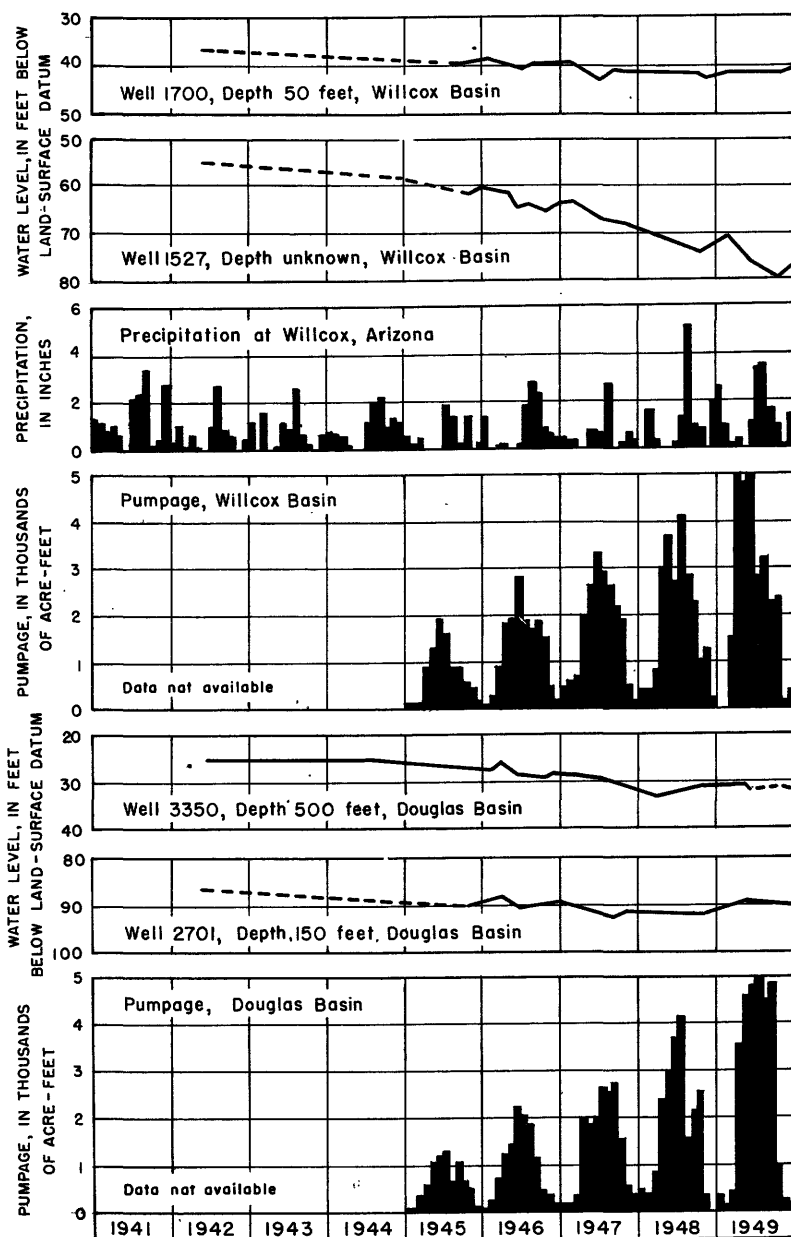 WATER LEVEL, IN FEET BELOW
LAND-SURFACE DATUM
30
40
50
Well 1700, Depth 50 feet, Willcox Basin
50
60
70
80
Well 1527, Depth unknown, Willcox Basin
PRECIPITATION,
IN INCHES
6
4
2
0
Precipitation at Willcox, Arizona
PUMPAGE, IN THOUSANDS
OF ACRE-FEET
5
4
3
2
1
0
Pumpage, Willcox Basin
Data not available
WATER LEVEL, IN FEET
BELOW LAND-SURFACE DATUM
20
30
40
Well 3350, Depth 500 feet, Douglas Basin
80
90
100
Well 2701, Depth, 150 feet, Douglas Basin
PUMPAGE, IN THOUSANDS
OF ACRE-FEET
5
4
3
2
1
0
Pumpage, Douglas Basin
Data not available
1941 1942 1943 1944 1945 1946 1947 1948 1949